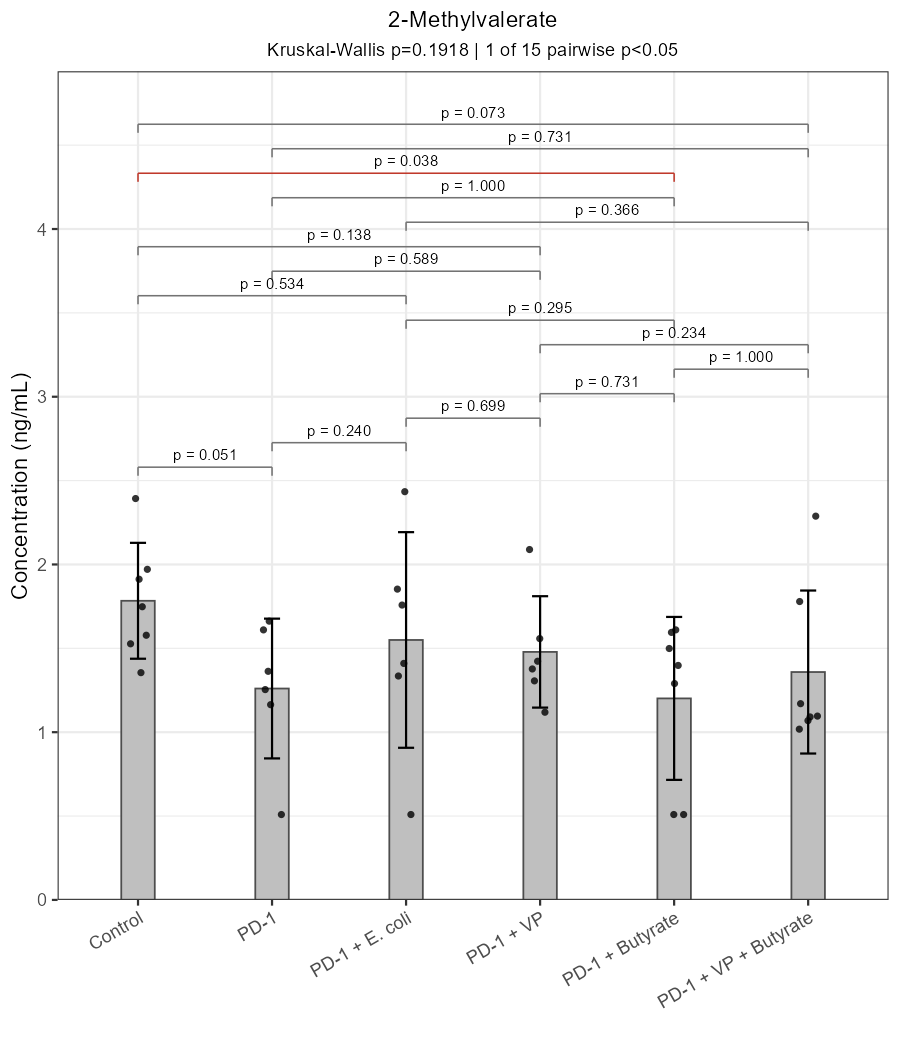 2-Methylvalerate
Kruskal-Wallis p=0.1918 | 1 of 15 pairwise p<0.05
p = 0.073
p = 0.731
p = 0.038
p = 1.000
p = 0.366
p = 0.138
p = 0.589
p = 0.534
p = 0.295
p = 0.234
p = 1.000
p = 0.731
p = 0.699
p = 0.240
p = 0.051
Concentration (ng/mL)
4
3
2
1
0
Control
PD-1
PD-1 + E. coli
PD-1 + VP
PD-1 + Butyrate
PD-1 + VP + Butyrate